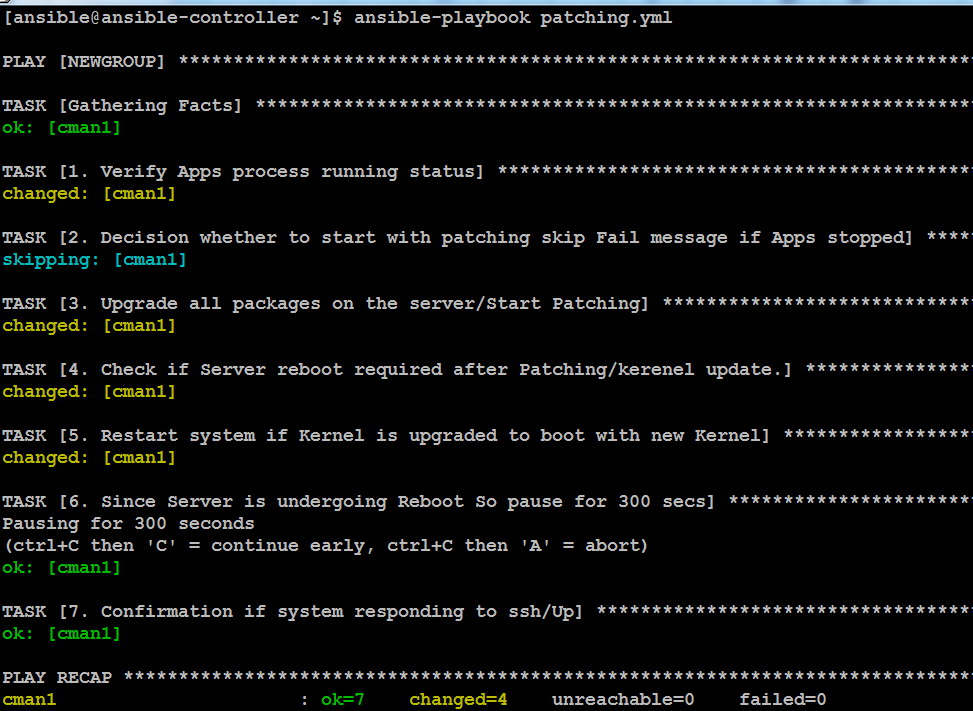 [ansible@ansible-controller ~]$ ansible-playbook patching.yml
PLAY [NEWGROUP] ************************************************************************
TASK [Gathering Facts] *****************************************************************
ok: [cman1]
TASK [1. Verify Apps process running status] *******************************************
changed: [cman1]
TASK [2. Decision whether to start with patching skip Fail message if Apps stopped] ****
skipping: [cman1]
TASK [3. Upgrade all packages on the server/Start Patching] ****************************
changed: [cman1]
TASK [4. Check if Server reboot required after Patching/kerenel update.] ***************
changed: [cman1]
TASK [5. Restart system if Kernel is upgraded to boot with new Kernel] *****************
changed: [cman1]
TASK [6. Since Server is undergoing Reboot So pause for 300 secs] **********************
Pausing for 300 seconds
(ctrl+C then 'C' = continue early, ctrl+C then 'A' = abort)
ok: [cman1]
TASK [7. Confirmation if system responding to ssh/Up] **********************************
ok: [cman1]
PLAY RECAP *****************************************************************************
cman1 : ok=7 changed=4 unreachable=0 failed=0